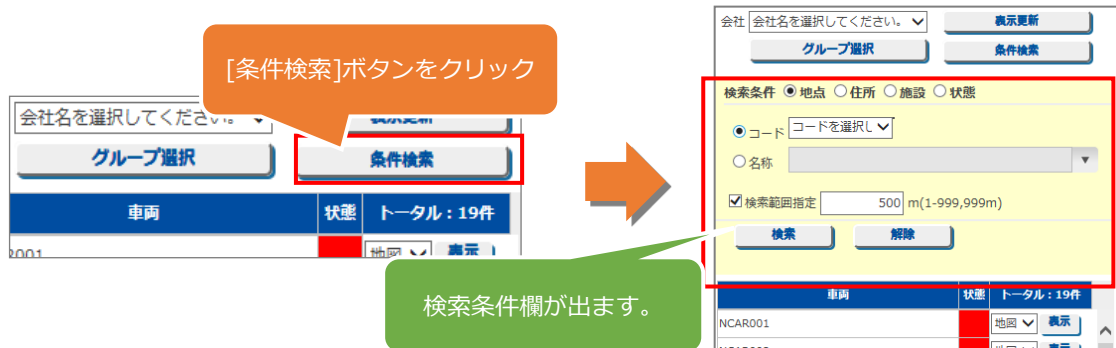 [条件検索]ボタンをクリック
会社名を選択してください。
グループ選択
条件検索
車両 状態 トータル：19件
地図 表示
会社 会社名を選択してください。 表示更新
グループ選択 条件検索
検索条件 地点 住所 施設 状態
コード コードを選択し
名称
検索範囲指定 500 m(1-999,999m)
検索 解除
検索条件欄が出ます。
車両 状態 トータル：19件
NCAR001 地図 表示